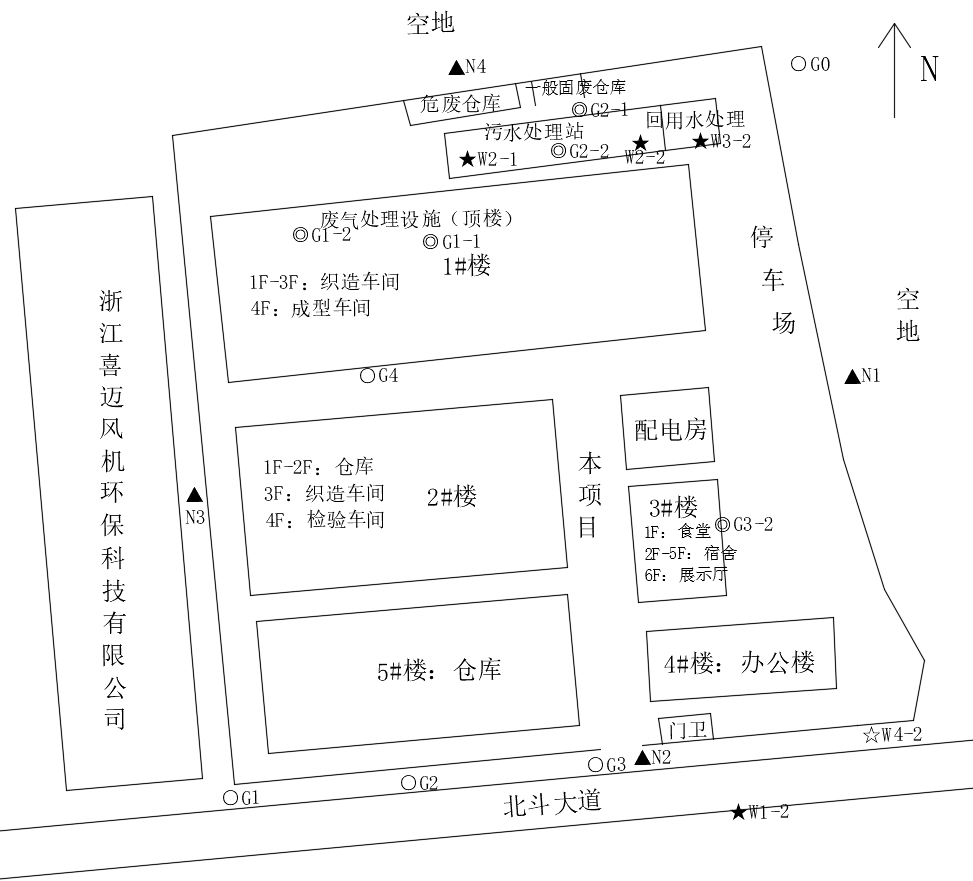 空地
▲N4
○G0
N
危废仓库
一般固废仓库
◎G2-1
回用水处理
污水处理站
★W2-1
◎G2-2
★
W2-2
★W3-2
废气处理设施（顶楼）
◎G1-2
◎G1-1
1#楼
1F-3F：织造车间
4F：成型车间
停车场
空地
浙江喜迈风机环保科技有限公司
○G4
▲N1
配电房
本项目
1F-2F：仓库
3F：织造车间
4F：检验车间
2#楼
▲
N3
3#楼
◎G3-2
1F：食堂
2F-5F：宿舍
6F：展示厅
5#楼：仓库
4#楼：办公楼
门卫
☆W4-2
▲N2
○G3
○G2
○G1
北斗大道
★W1-2